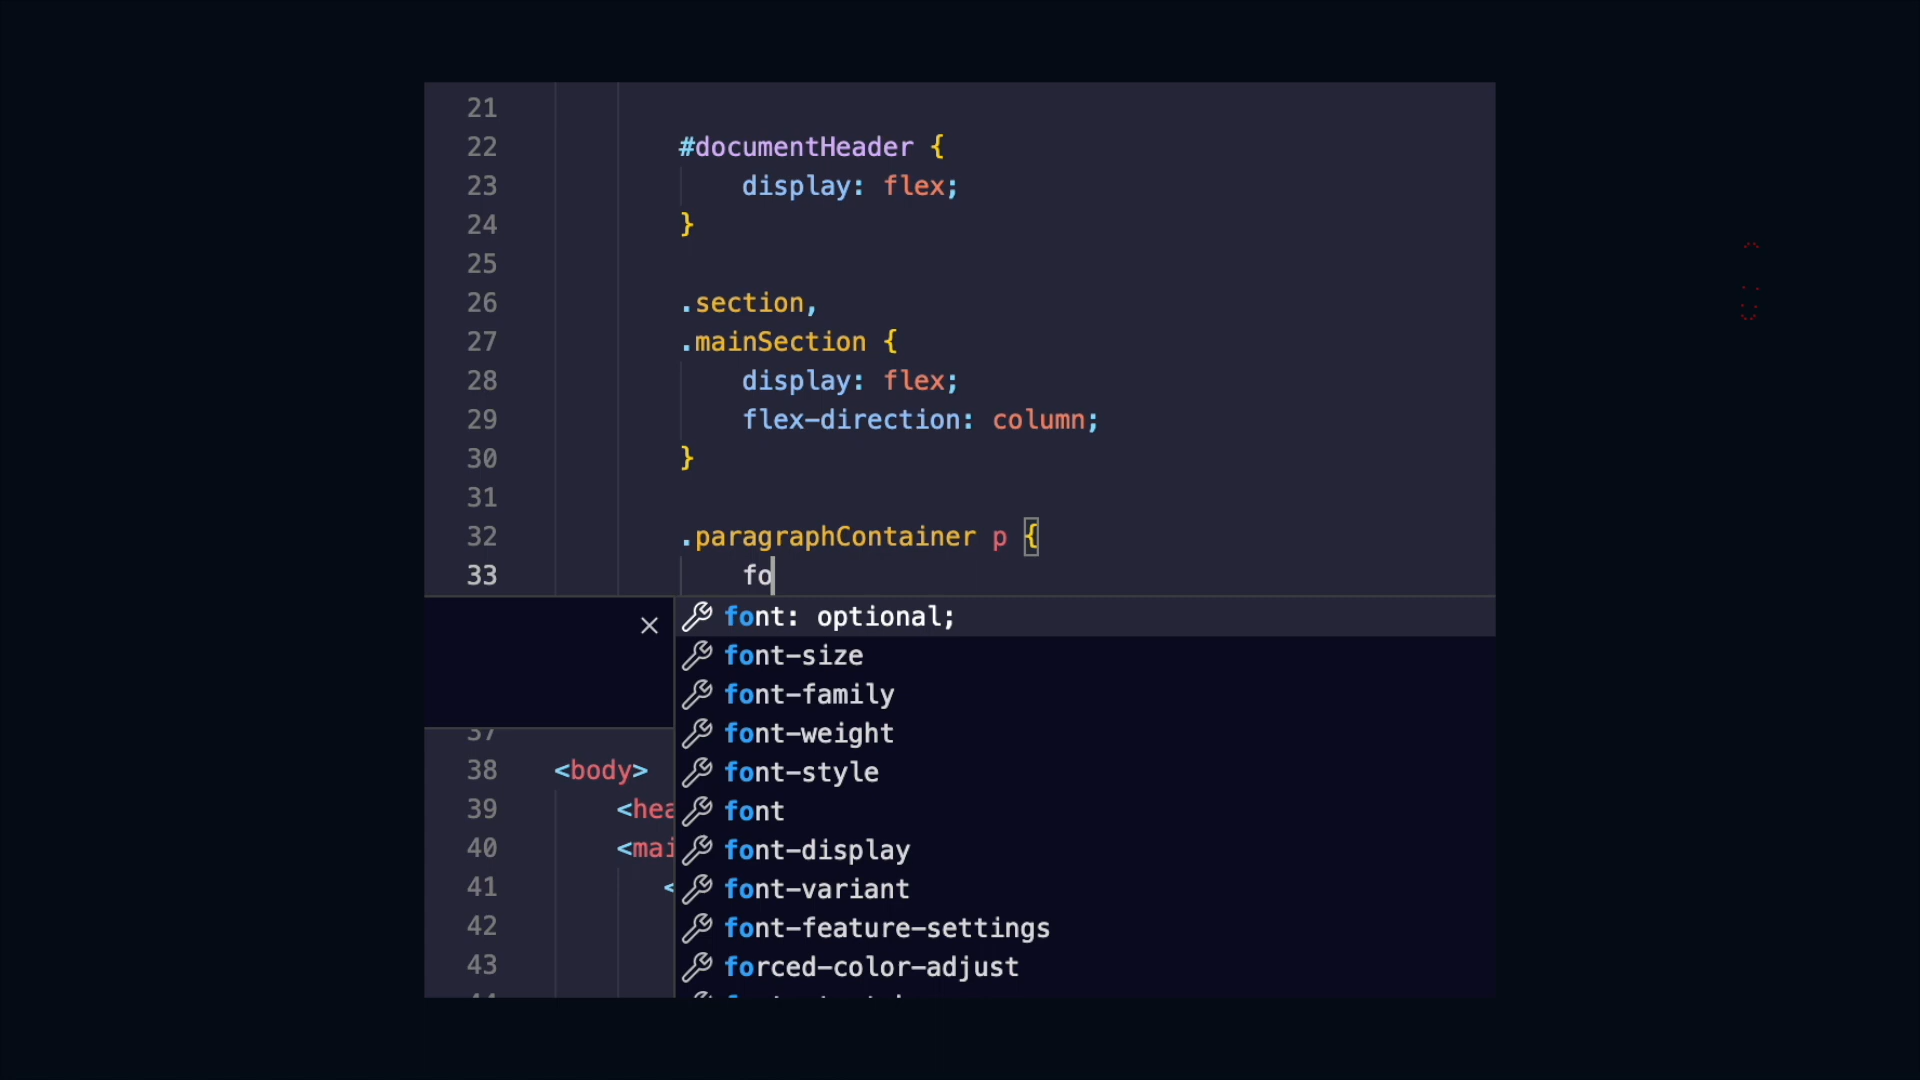 21
22 #documentHeader {
23 display: flex;
24 }
25
26 .section,
27 .mainSection {
28 display: flex;
29 flex-direction: column;
30 }
31
32 .paragraphContainer p {
33 fo
font: optional;
font-size
font-family
font-weight
font-style
font
font-display
font-variant
font-feature-settings
forced-color-adjust
37
38 <body>
39 <hea
40 <mai
41 <
42
43